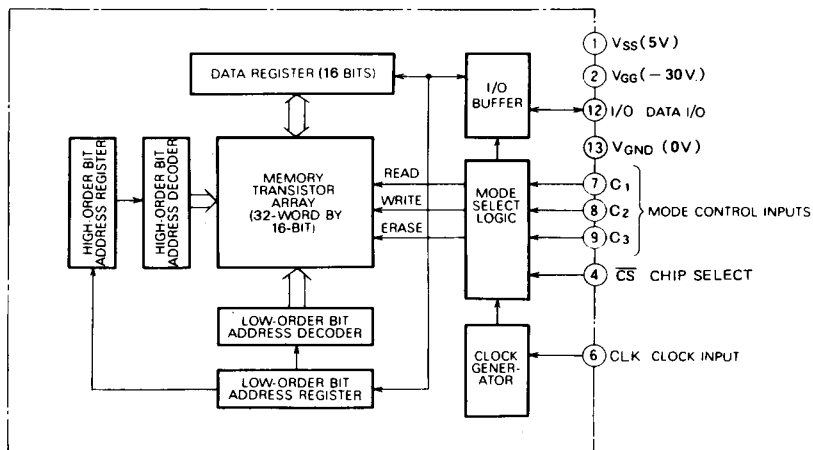 DATA REGISTER (16 BITS)
I/O
BUFFER
HIGH-ORDER BIT
ADDRESS REGISTER
HIGH-ORDER BIT
ADDRESS DECODER
MEMORY
TRANSISTOR
ARRAY
(32-WORD BY
16-BIT)
READ
WRITE
ERASE
MODE
SELECT
LOGIC
LOW-ORDER BIT
ADDRESS DECODER
LOW-ORDER BIT
ADDRESS REGISTER
CLOCK
GENER-
ATOR
1 VSS (5V)
2 VGG (−30V)
12 I/O DATA I/O
13 VGND (0V)
7 C1
8 C2
9 C3
MODE CONTROL INPUTS
4 C̅S̅ CHIP SELECT
6 CLK CLOCK INPUT